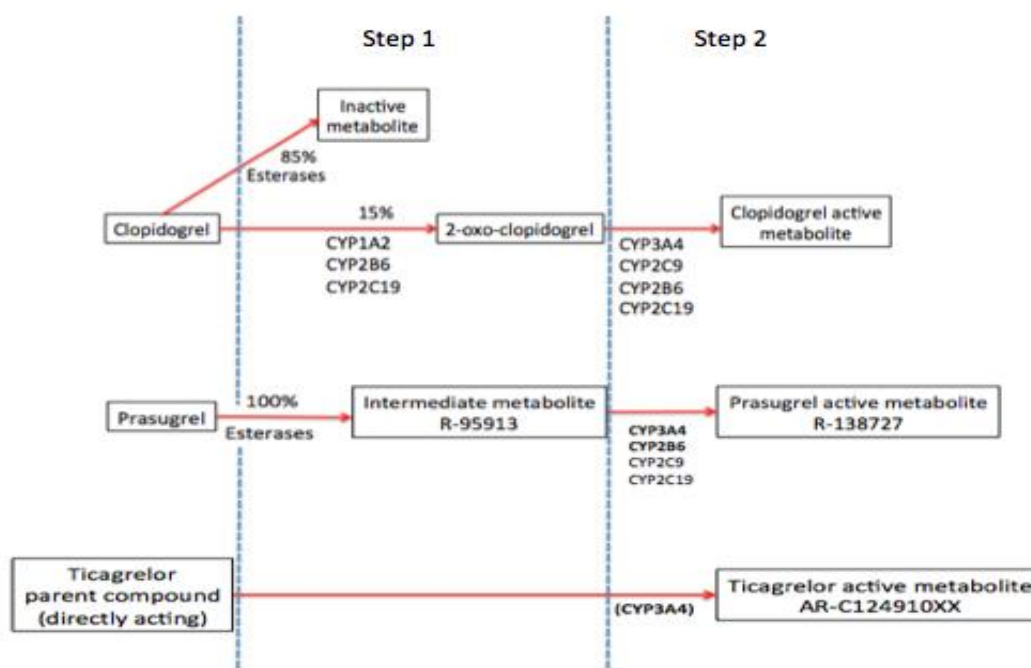 Step 1
Step 2
Inactive
metabolite
85%
Esterases
Clopidogrel
15%
CYP1A2
CYP2B6
CYP2C19
2-oxo-clopidogrel
CYP3A4
CYP2C9
CYP2B6
CYP2C19
Clopidogrel active
metabolite
Prasugrel
100%
Esterases
Intermediate metabolite
R-95913
CYP3A4
CYP2B6
CYP2C9
CYP2C19
Prasugrel active metabolite
R-138727
Ticagrelor
parent compound
(directly acting)
(CYP3A4)
Ticagrelor active metabolite
AR-C124910XX